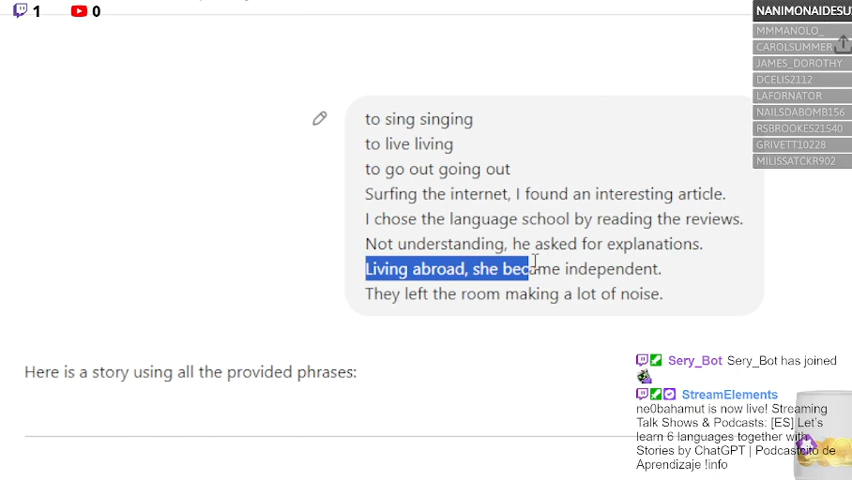 1
0
NANIMONAIDESU
MMMANOLO_
CAROLSUMMER
JAMES_DOROTHY
DCELIS2112
LAFORNATOR
NAILSDABOMB156
RSBROOKES21540
GRIVETT10228
MILISSATCKR902
to sing singing
to live living
to go out going out
Surfing the internet, I found an interesting article.
I chose the language school by reading the reviews.
Not understanding, he asked for explanations.
Living abroad, she became independent.
They left the room making a lot of noise.
Here is a story using all the provided phrases:
Sery_Bot Sery_Bot has joined
StreamElements
ne0bahamut is now live! Streaming
Talk Shows & Podcasts: [ES] Let's
learn 6 languages together with
Stories by ChatGPT | Podcastcito de
Aprendizaje !info